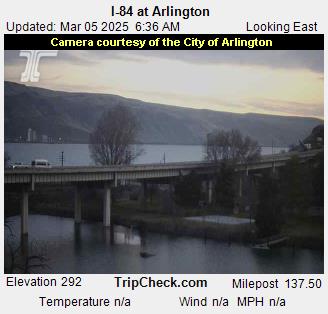 I-84 at Arlington
Updated: Mar 05 2025 6:36 AM Looking East
Camera courtesy of the City of Arlington
Elevation 292 TripCheck.com Milepost 137.50
Temperature n/a Wind n/a MPH n/a